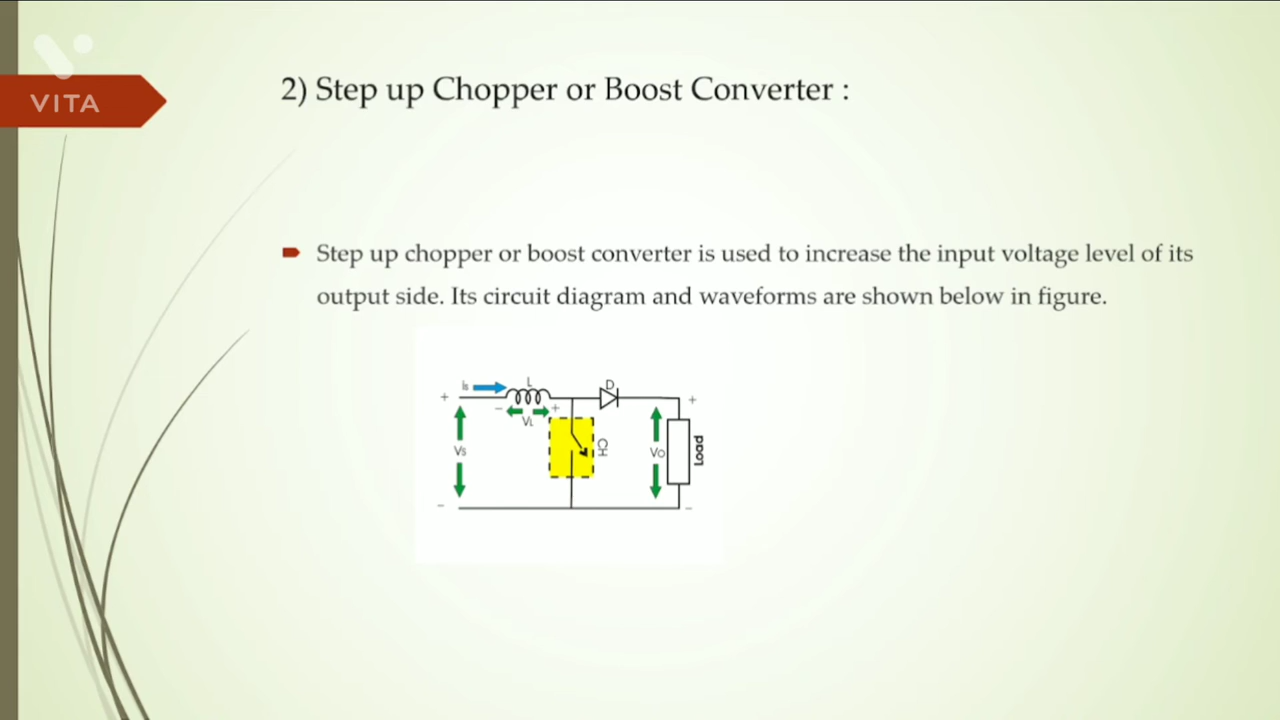 VITA
2) Step up Chopper or Boost Converter :
Step up chopper or boost converter is used to increase the input voltage level of its
output side. Its circuit diagram and waveforms are shown below in figure.
+ is L D +
− VL +
Vs CH Vo Load
− −